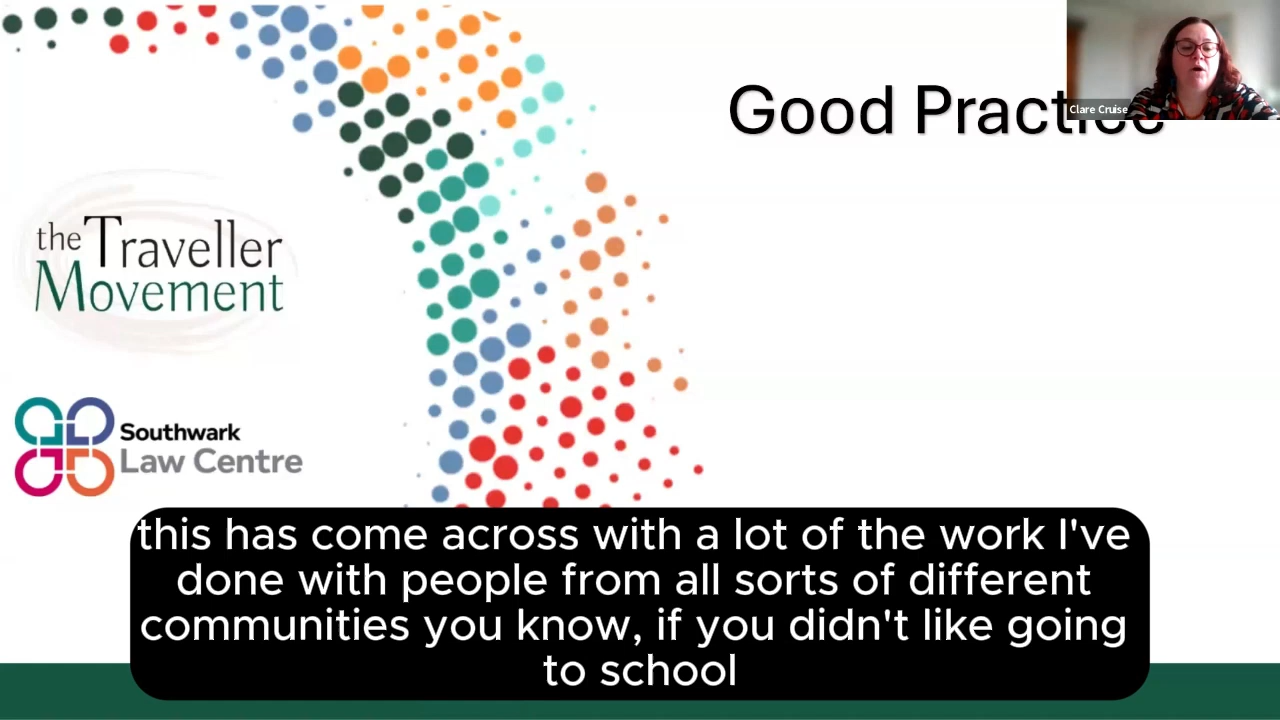 Good Practice
Clare Cruise
the Traveller
Movement
Southwark
Law Centre
this has come across with a lot of the work I've
done with people from all sorts of different
communities you know, if you didn't like going
to school